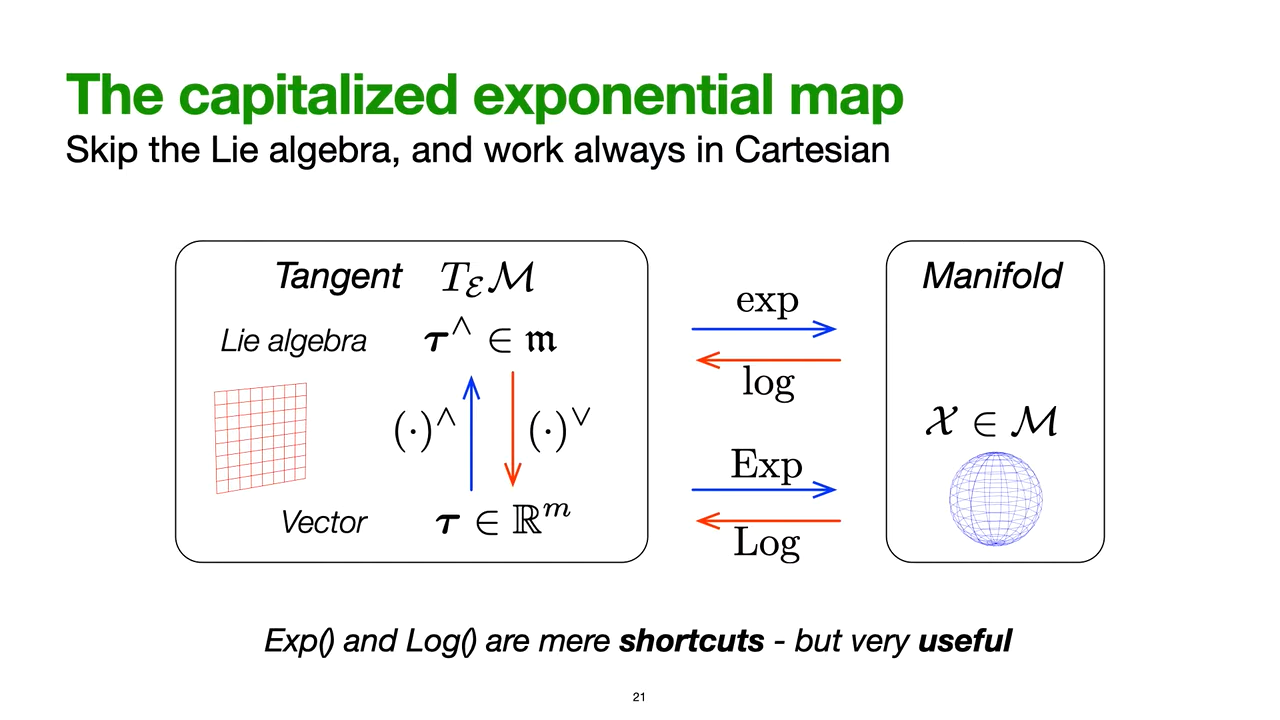 The capitalized exponential map
Skip the Lie algebra, and work always in Cartesian
Tangent T_ℰ ℳ
Lie algebra τ^∧ ∈ 𝔪
(·)^∧ (·)^∨
Vector τ ∈ ℝ^m
exp
log
Exp
Log
Manifold
𝒳 ∈ ℳ
Exp() and Log() are mere shortcuts - but very useful
21